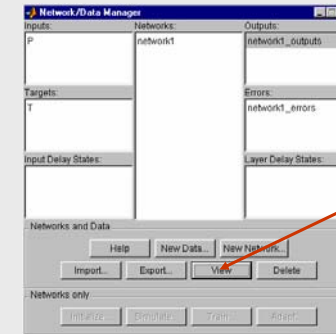 Network/Data Manager
Inputs: Networks: Outputs:
P network1 network1_outputs
Targets: Errors:
T network1_errors
Input Delay States: Layer Delay States:
Networks and Data
Help New Data... New Network...
Import... Export... View Delete
Networks only
Initialize... Simulate... Train... Adapt...